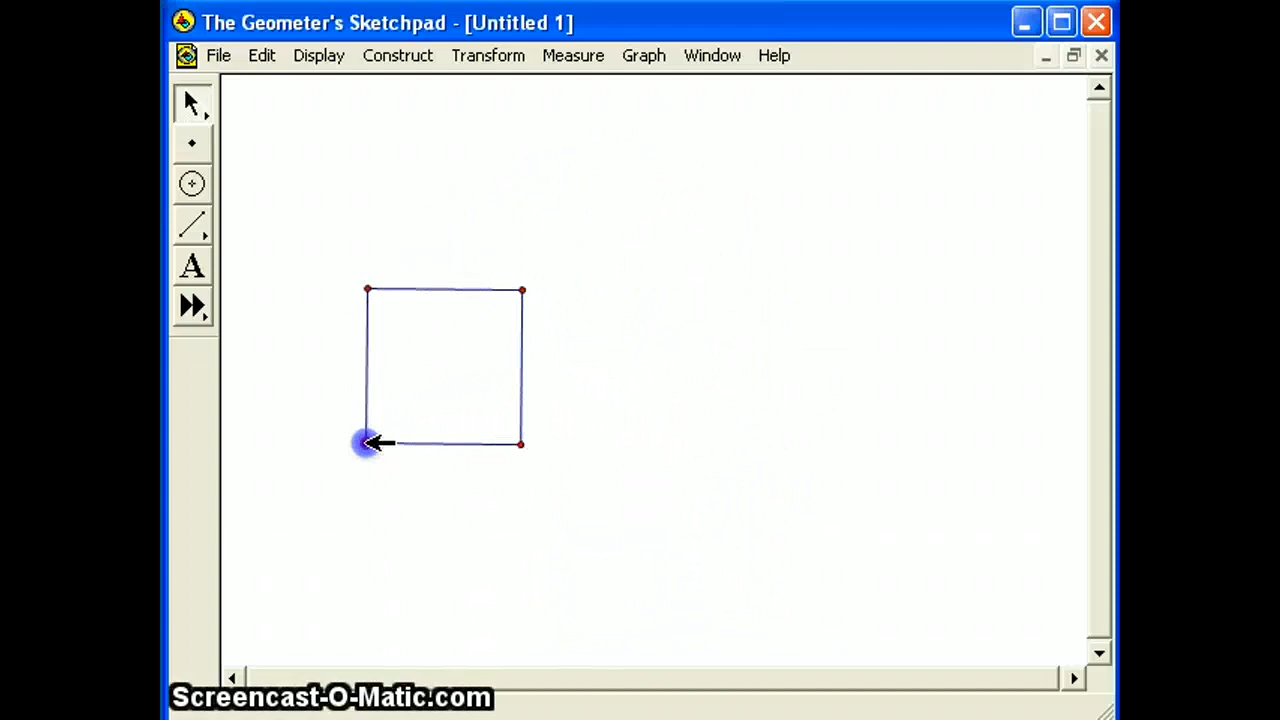 The Geometer's Sketchpad - [Untitled 1]
File Edit Display Construct Transform Measure Graph Window Help
A
Screencast-O-Matic.com